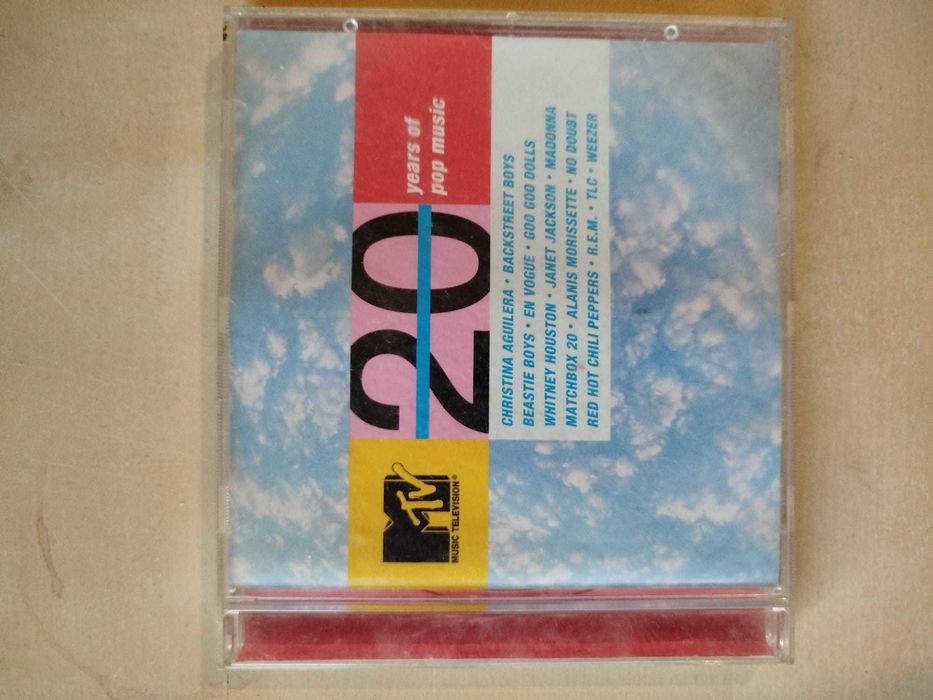 MTV
MUSIC TELEVISION®
20
years of
pop music
CHRISTINA AGUILERA • BACKSTREET BOYS
BEASTIE BOYS • EN VOGUE • GOO GOO DOLLS
WHITNEY HOUSTON • JANET JACKSON • MADONNA
MATCHBOX 20 • ALANIS MORISSETTE • NO DOUBT
RED HOT CHILI PEPPERS • R.E.M. • TLC • WEEZER